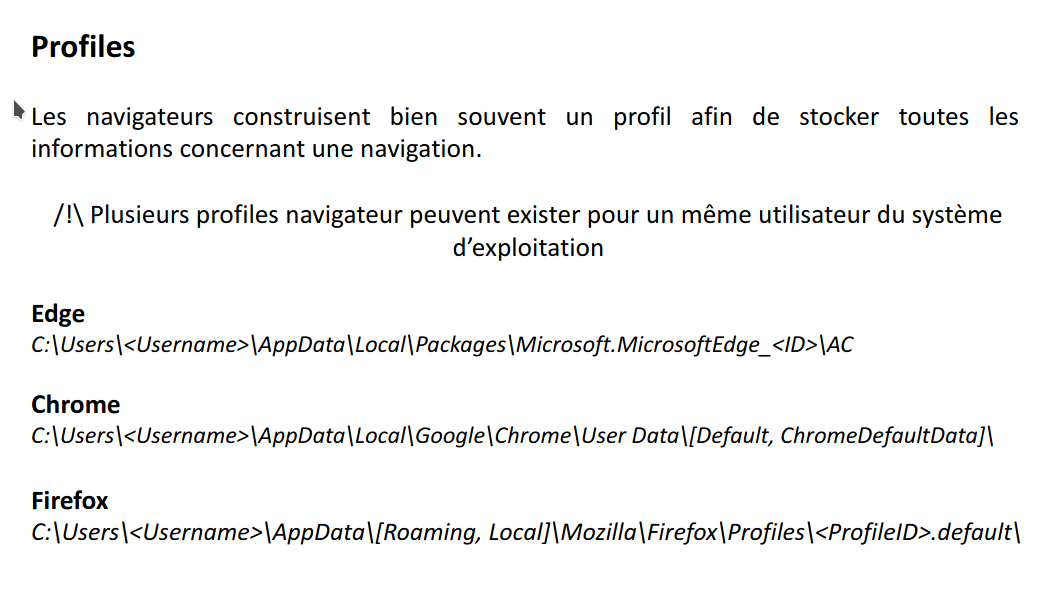 Profiles
Les navigateurs construisent bien souvent un profil afin de stocker toutes les
informations concernant une navigation.
/!\ Plusieurs profiles navigateur peuvent exister pour un même utilisateur du système
d’exploitation
Edge
C:\Users\<Username>\AppData\Local\Packages\Microsoft.MicrosoftEdge_<ID>\AC
Chrome
C:\Users\<Username>\AppData\Local\Google\Chrome\User Data\[Default, ChromeDefaultData]\
Firefox
C:\Users\<Username>\AppData\[Roaming, Local]\Mozilla\Firefox\Profiles\<ProfileID>.default\